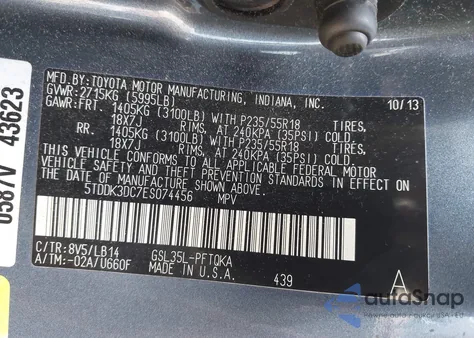 MFD.BY:TOYOTA MOTOR MANUFACTURING, INDIANA, INC. 10/13
GVWR:2715KG (5995LB)
GAWR:FRT. 1405KG (3100LB) WITH P235/55R18 TIRES,
18X7J RIMS, AT 240KPA (35PSI) COLD.
RR. 1405KG (3100LB) WITH P235/55R18 TIRES,
18X7J RIMS, AT 240KPA (35PSI) COLD.
THIS VEHICLE CONFORMS TO ALL APPLICABLE FEDERAL MOTOR
VEHICLE SAFETY STANDARDS IN EFFECT ON THE DATE OF
MANUFACTURE SHOWN ABOVE.
5TDDK3DC7ES074456 MPV
C/TR:8V5/LB14 GSL35L-PFTQKA
A/TM:-02A/U660F MADE IN U.S.A. 439 A
0587V 43623
autoSnap